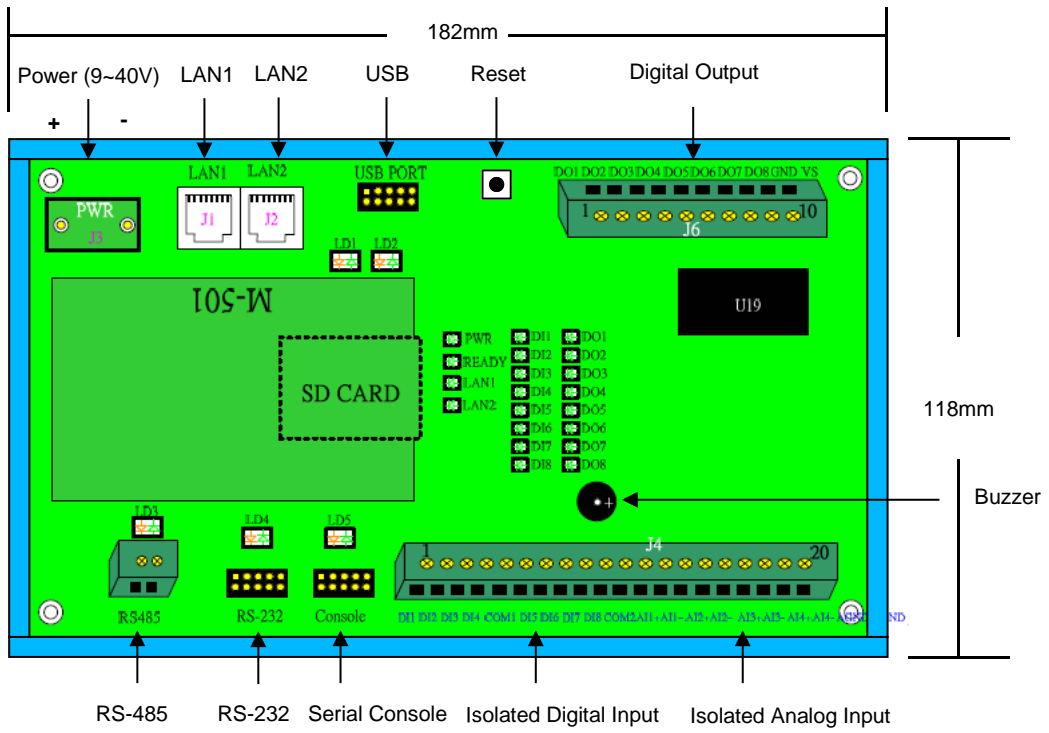 182mm
Power (9~40V) LAN1 LAN2 USB Reset Digital Output
+ -
LAN1 LAN2 USB PORT DO1 DO2 DO3 DO4 DO5 DO6 DO7 DO8 GND VS
PWR
J3
J1 J2
1 10
J6
LD1 LD2
M-501
U19
SD CARD
PWR DI1 DO1
READY DI2 DO2
LAN1 DI3 DO3
LAN2 DI4 DO4
DI5 DO5
DI6 DO6
DI7 DO7
DI8 DO8
118mm
+
Buzzer
LD3 LD4 LD5
1 J4 20
RS485 RS-232 Console DI1 DI2 DI3 DI4 COM1 DI5 DI6 DI7 DI8 COM2 AI1+ AI1- AI2+ AI2- AI3+ AI3- AI4+ AI4-
RS-485 RS-232 Serial Console Isolated Digital Input Isolated Analog Input